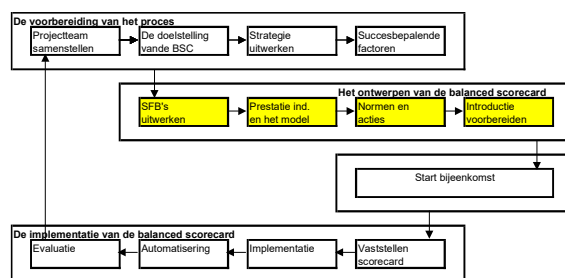 De voorbereiding van het proces
Projectteam
samenstellen
De doelstelling
vande BSC
Strategie
uitwerken
Succesbepalende
factoren
Het ontwerpen van de balanced scorecard
SFB's
uitwerken
Prestatie ind.
en het model
Normen en
acties
Introductie
voorbereiden
Start bijeenkomst
De implementatie van de balanced scorecard
Evaluatie
Automatisering
Implementatie
Vaststellen
scorecard